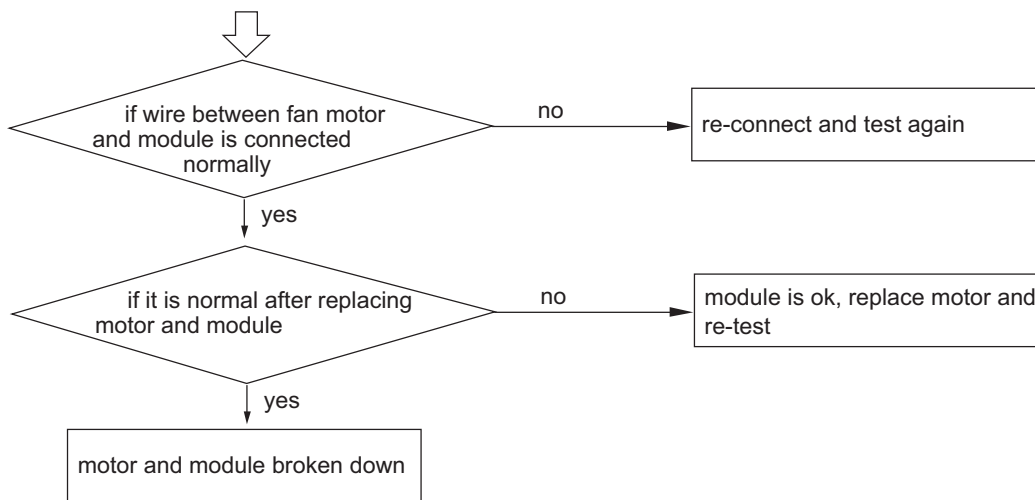 if wire between fan motor
and module is connected
normally
no
re-connect and test again
yes
if it is normal after replacing
motor and module
no
module is ok, replace motor and
re-test
yes
motor and module broken down